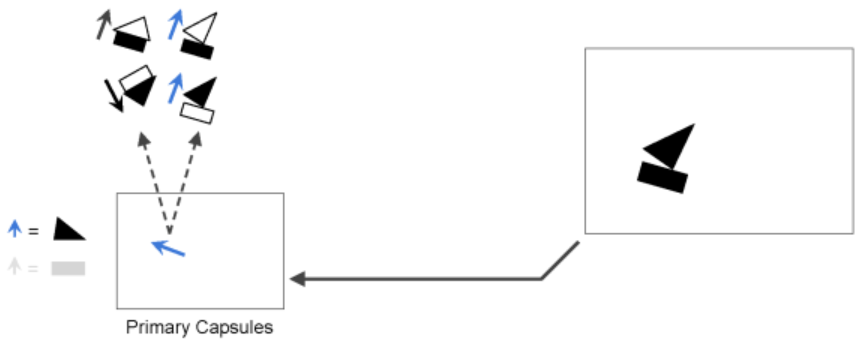 =
=
Primary Capsules